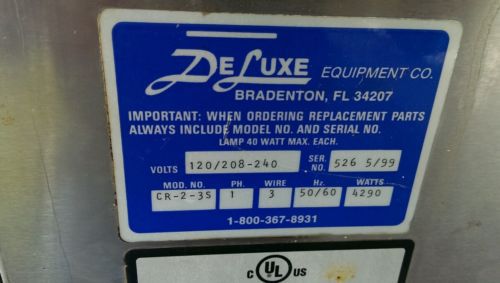 DELUXE EQUIPMENT CO.
BRADENTON, FL 34207
IMPORTANT: WHEN ORDERING REPLACEMENT PARTS
ALWAYS INCLUDE MODEL NO. AND SERIAL NO.
LAMP 40 WATT MAX. EACH.
VOLTS 120/208-240 SER. NO. 526 5/99
MOD. NO. PH. WIRE Hz. WATTS
CR-2-3S 1 3 50/60 4290
1-800-367-8931
C UL US